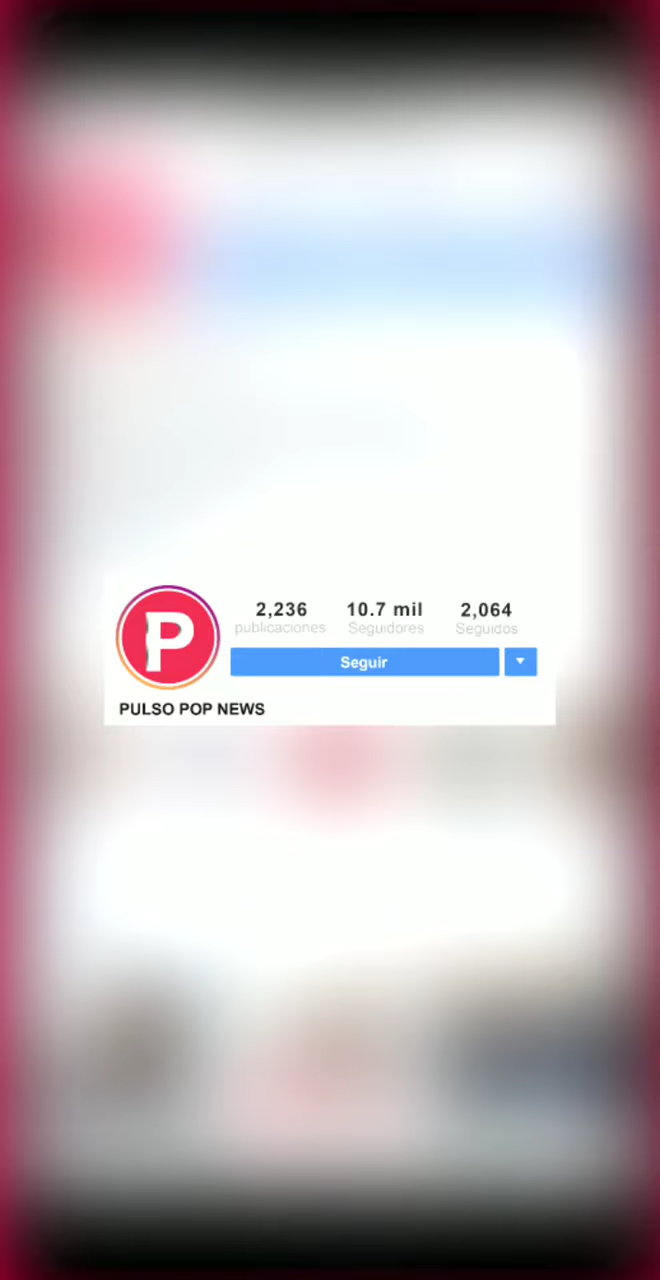 P
2,236 10.7 mil 2,064
publicaciones Seguidores Seguidos
Seguir
PULSO POP NEWS